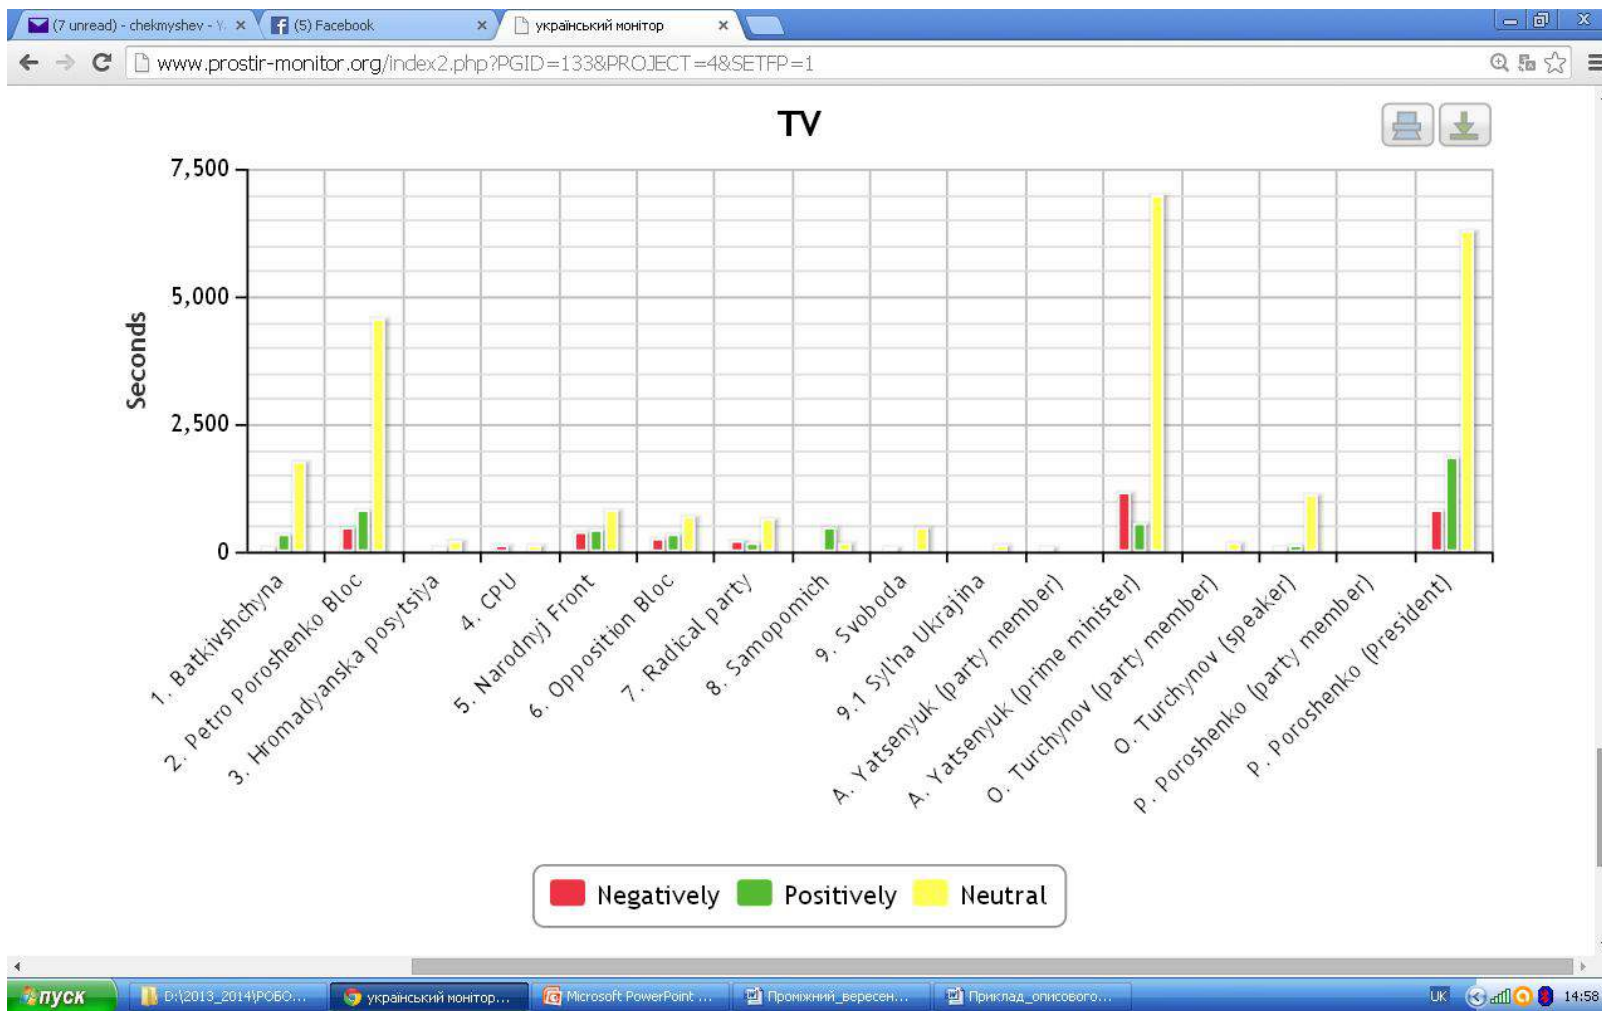 (7 unread) - chekmyshev - Y
(5) Facebook
український монітор
www.prostir-monitor.org/index2.php?PGID=133&PROJECT=4&SETFP=1
TV
7,500
5,000
2,500
0
Seconds
1. Batkivshchyna
2. Petro Poroshenko Bloc
3. Hromadyanska posytsiya
4. CPU
5. Narodnyj Front
6. Opposition Bloc
7. Radical party
8. Samopomich
9. Svoboda
9.1 Syl'na Ukrajina
A. Yatsenyuk (party member)
A. Yatsenyuk (prime minister)
O. Turchynov (party member)
O. Turchynov (speaker)
P. Poroshenko (party member)
P. Poroshenko (President)
Negatively Positively Neutral
пуск
D:\2013_2014\РОБО...
український монітор...
Microsoft PowerPoint ...
Проміжний_вересен...
Приклад_описового...
UK
14:58